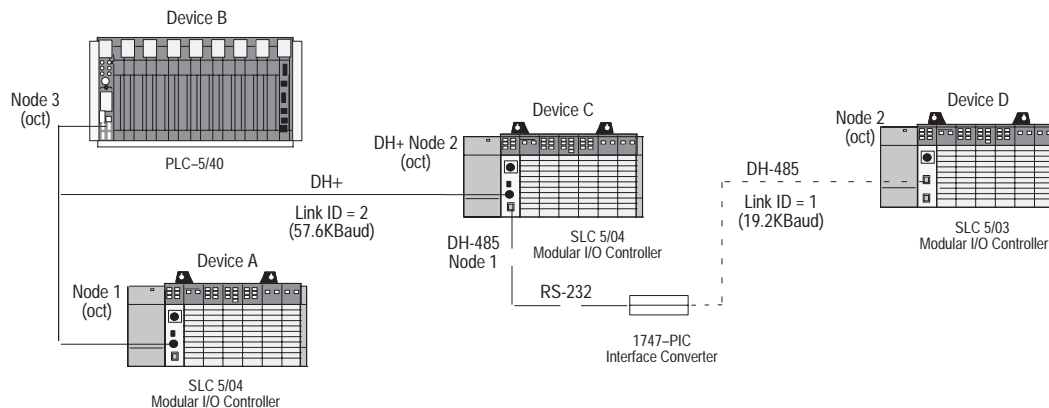 Device B
Node 3
(oct)
PLC–5/40
Device C
DH+ Node 2
(oct)
DH+
Link ID = 2
(57.6KBaud)
SLC 5/04
Modular I/O Controller
DH-485
Node 1
RS-232
1747–PIC
Interface Converter
Device D
Node 2
(oct)
DH-485
Link ID = 1
(19.2KBaud)
SLC 5/03
Modular I/O Controller
Device A
Node 1
(oct)
SLC 5/04
Modular I/O Controller